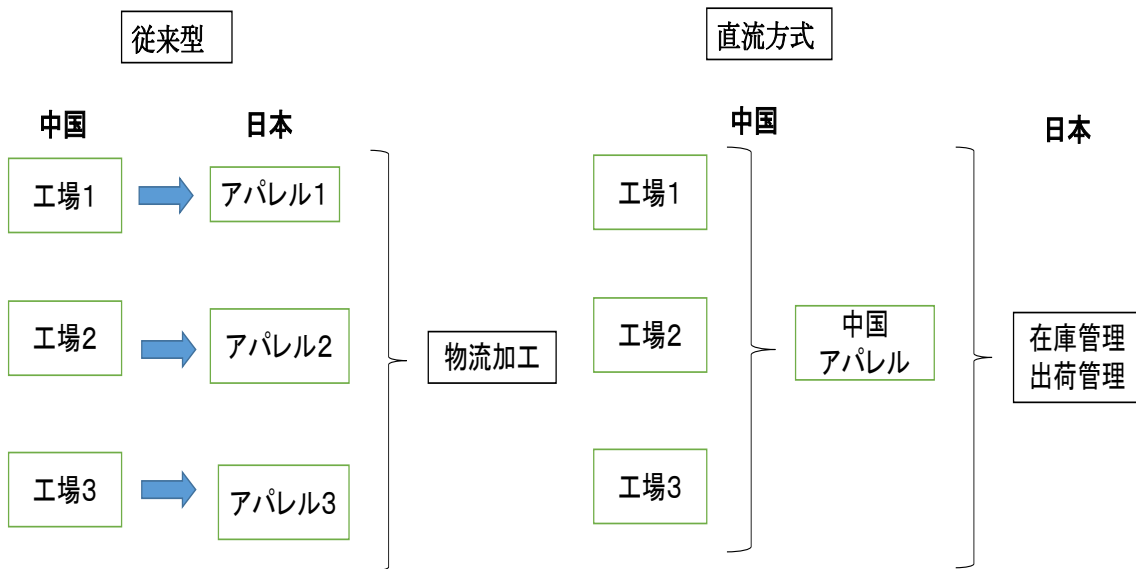 従来型
中国
日本
工場1
アパレル1
工場2
アパレル2
工場3
アパレル3
物流加工
直流方式
中国
日本
工場1
工場2
工場3
中国
アパレル
在庫管理
出荷管理